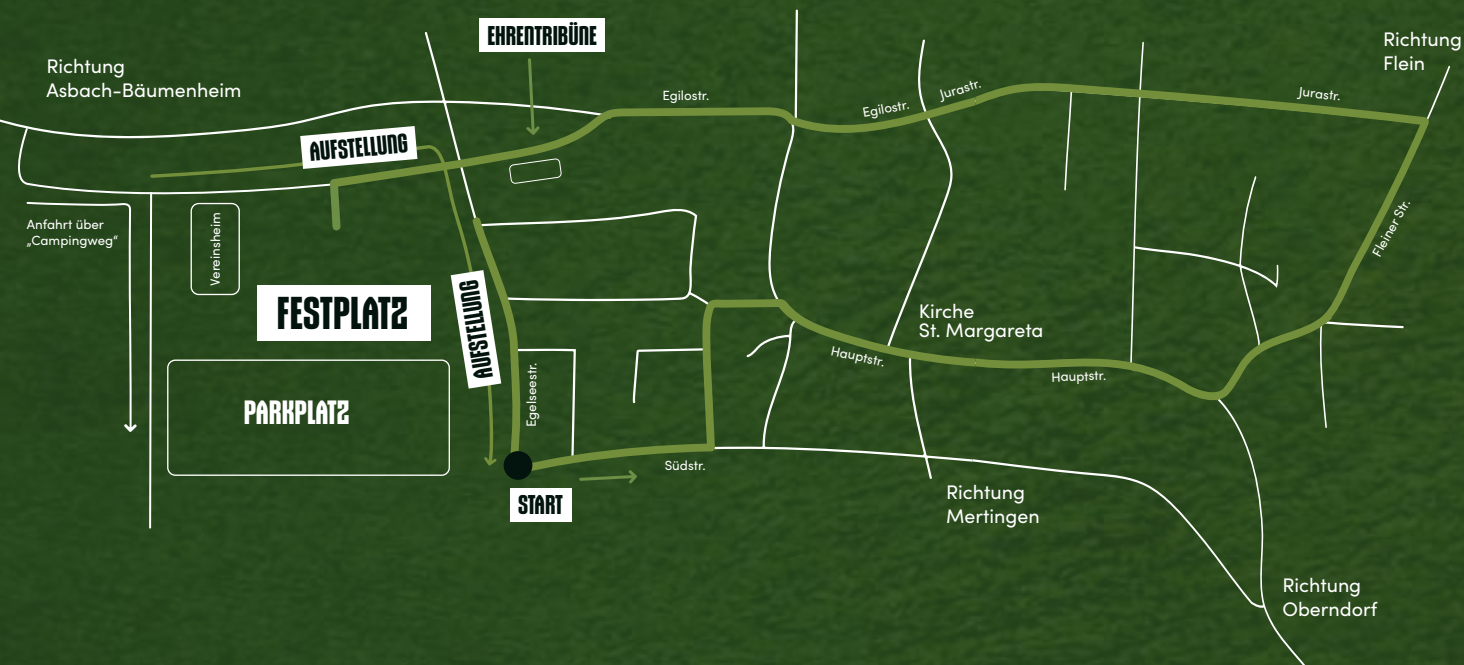 EHRENTRIBÜNE
Richtung
Asbach-Bäumenheim
Richtung
Flein
Egilostr.
Egilostr.
Jurastr.
Jurastr.
AUFSTELLUNG
Anfahrt über
„Campingweg“
Vereinsheim
Fleiner Str.
FESTPLATZ
AUFSTELLUNG
Kirche
St. Margareta
Hauptstr.
Hauptstr.
Egelseestr.
PARKPLATZ
Südstr.
START
Richtung
Mertingen
Richtung
Oberndorf